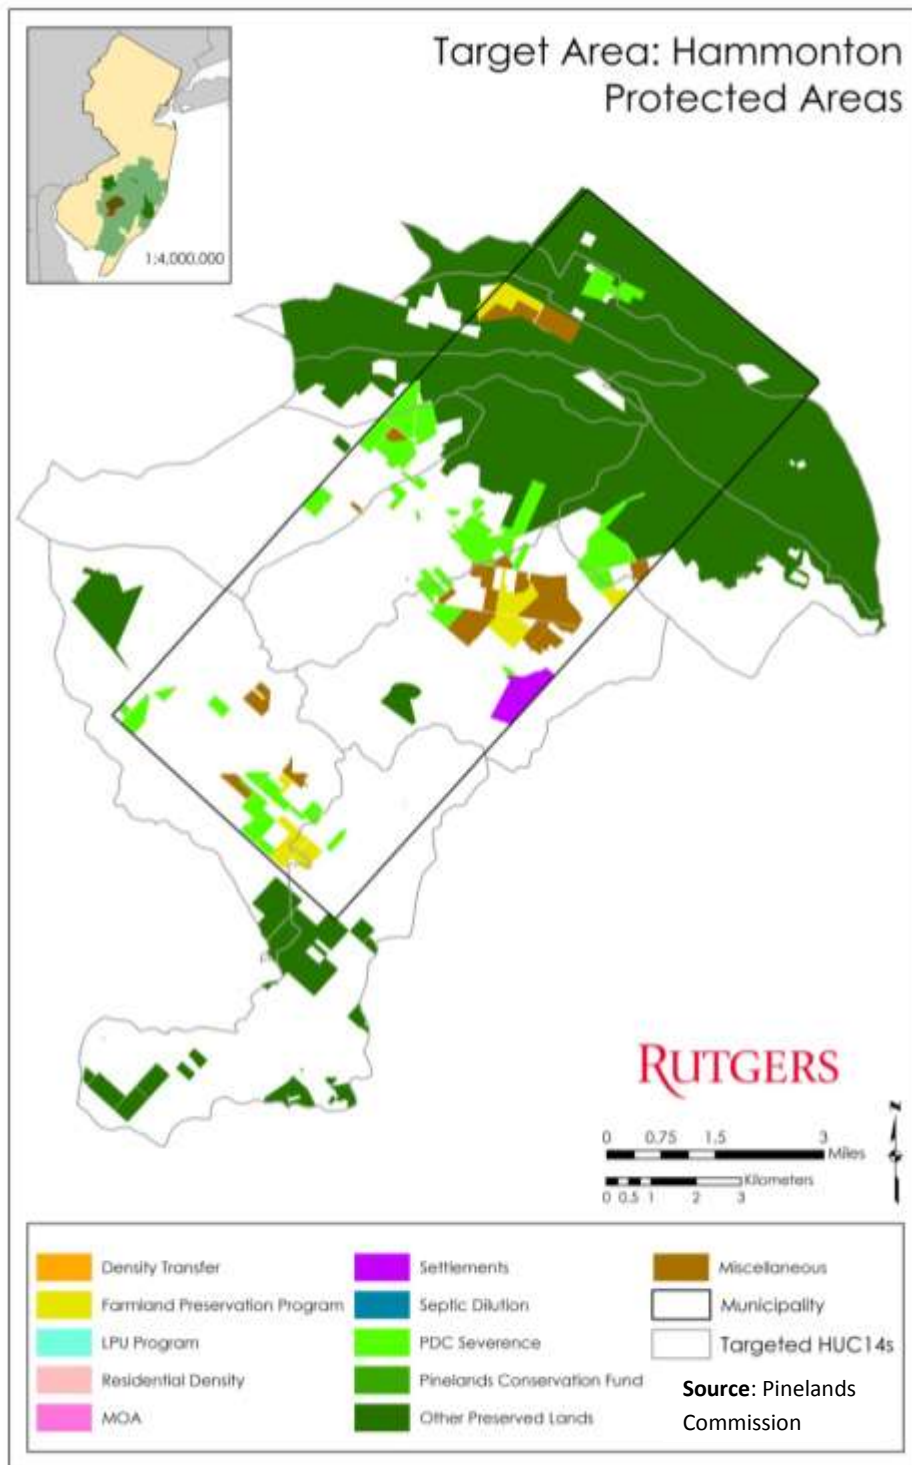 Target Area: Hammonton
Protected Areas
1:4,000,000
RUTGERS
N
0 0.75 1.5 3
Miles
Kilometers
0 0.5 1 2 3
Density Transfer
Farmland Preservation Program
LPU Program
Residential Density
MOA
Settlements
Septic Dilution
PDC Severence
Pinelands Conservation Fund
Other Preserved Lands
Miscellaneous
Municipality
Targeted HUC14s
Source: Pinelands
Commission